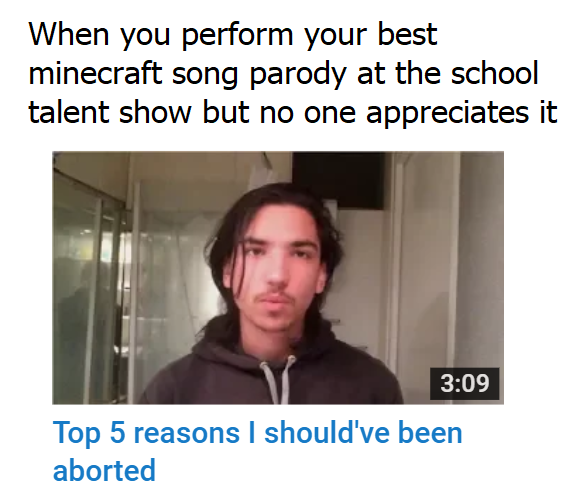 When you perform your best
minecraft song parody at the school
talent show but no one appreciates it
3:09
Top 5 reasons I should've been
aborted